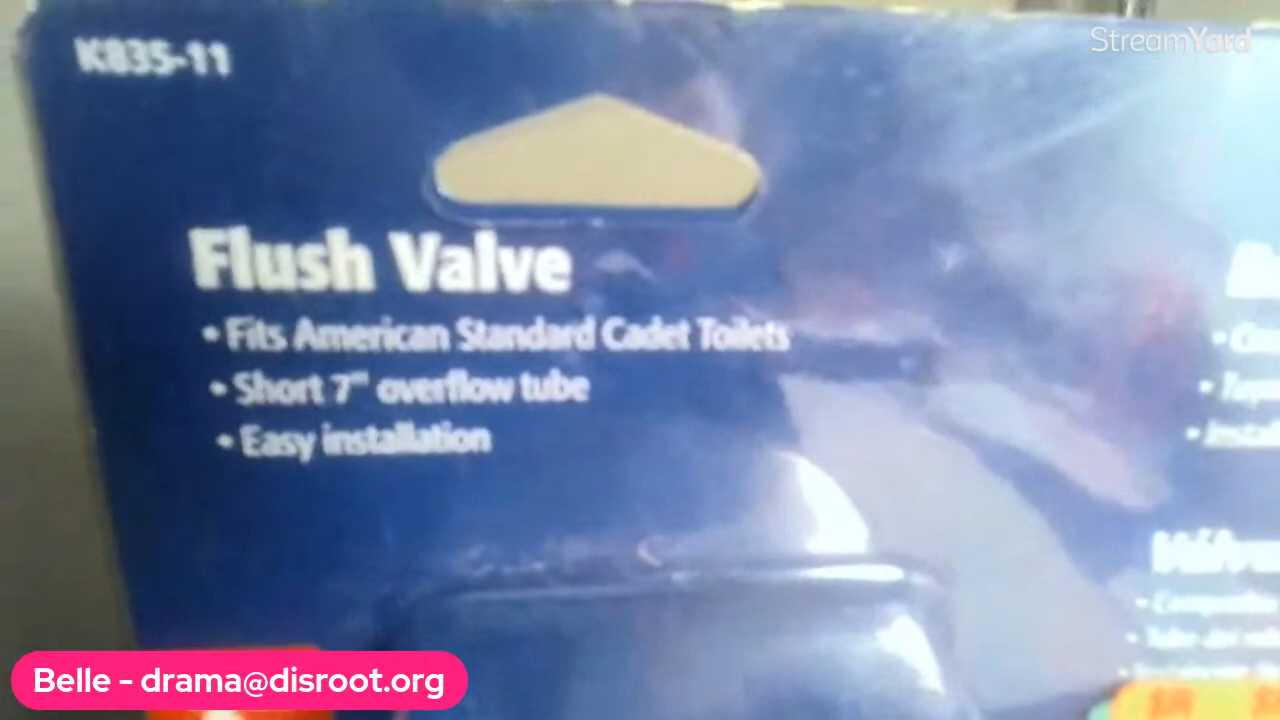 K835-11
StreamYard
Flush Valve
• Fits American Standard Cadet Toilets
• Short 7" overflow tube
• Easy installation
Belle - drama@disroot.org